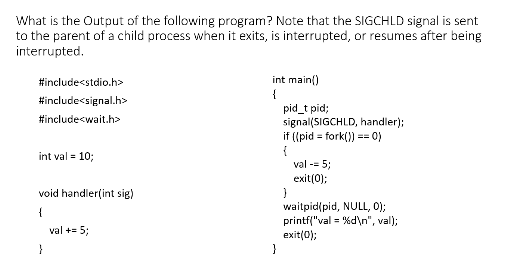 What is the Output of the following program? Note that the SIGCHLD signal is sent
to the parent of a child process when it exits, is interrupted, or resumes after being
interrupted.
#include<stdio.h>
#include<signal.h>
#include<wait.h>
int val = 10;
void handler(int sig)
{
val += 5;
}
int main()
{
pid_t pid;
signal(SIGCHLD, handler);
if ((pid = fork()) == 0)
{
val -= 5;
exit(0);
}
waitpid(pid, NULL, 0);
printf("val = %d\n", val);
exit(0);
}